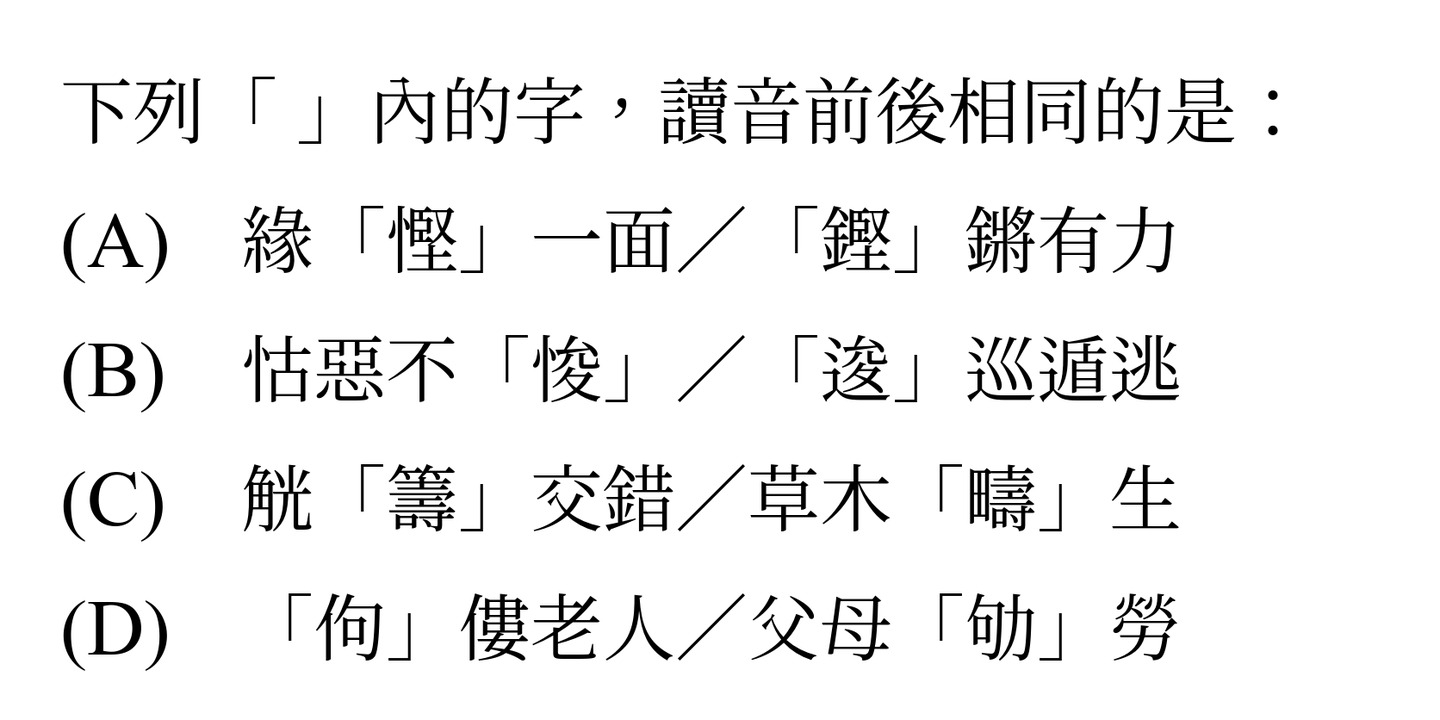 下列「 」內的字，讀音前後相同的是：
(A) 緣「慳」一面／「鏗」鏘有力
(B) 怙惡不「悛」／「逡」巡遁逃
(C) 觥「籌」交錯／草木「疇」生
(D) 「佝」僂老人／父母「劬」勞